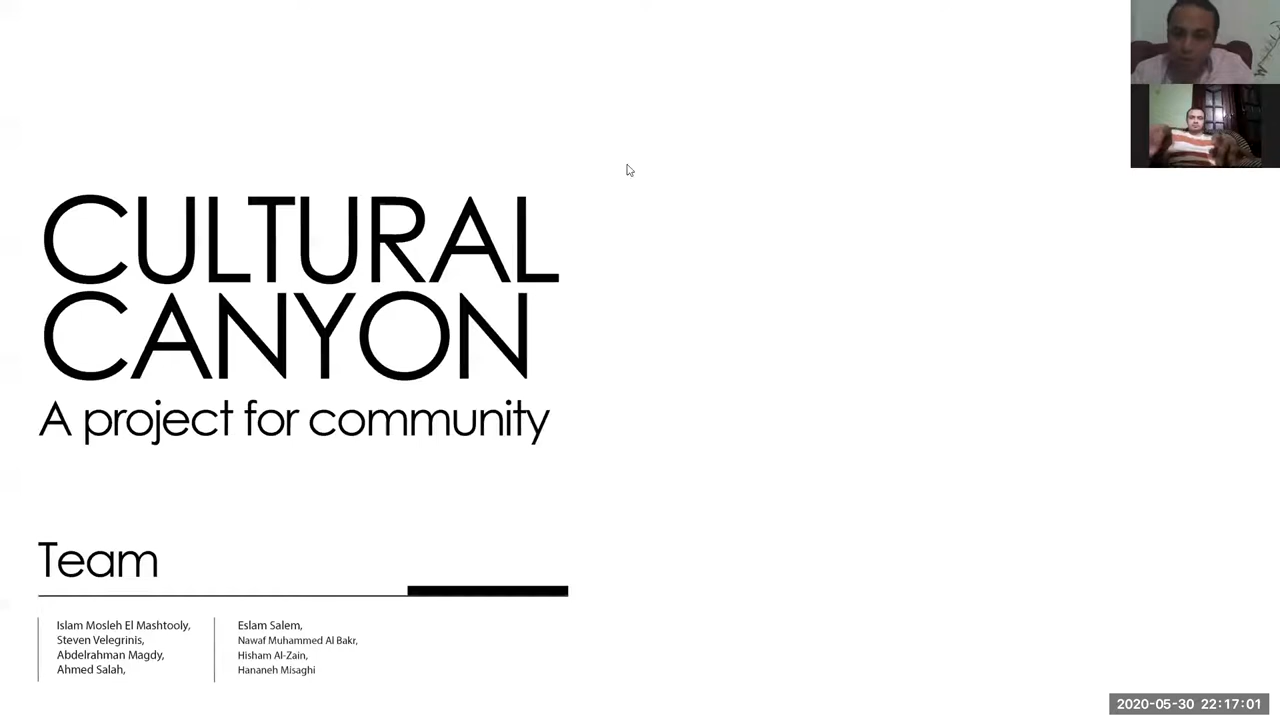 CULTURAL
CANYON
A project for community
Team
Islam Mosleh El Mashtooly,
Steven Velegrinis,
Abdelrahman Magdy,
Ahmed Salah,
Eslam Salem,
Nawaf Muhammed Al Bakr,
Hisham Al-Zain,
Hananeh Misaghi
2020-05-30 22:17:01